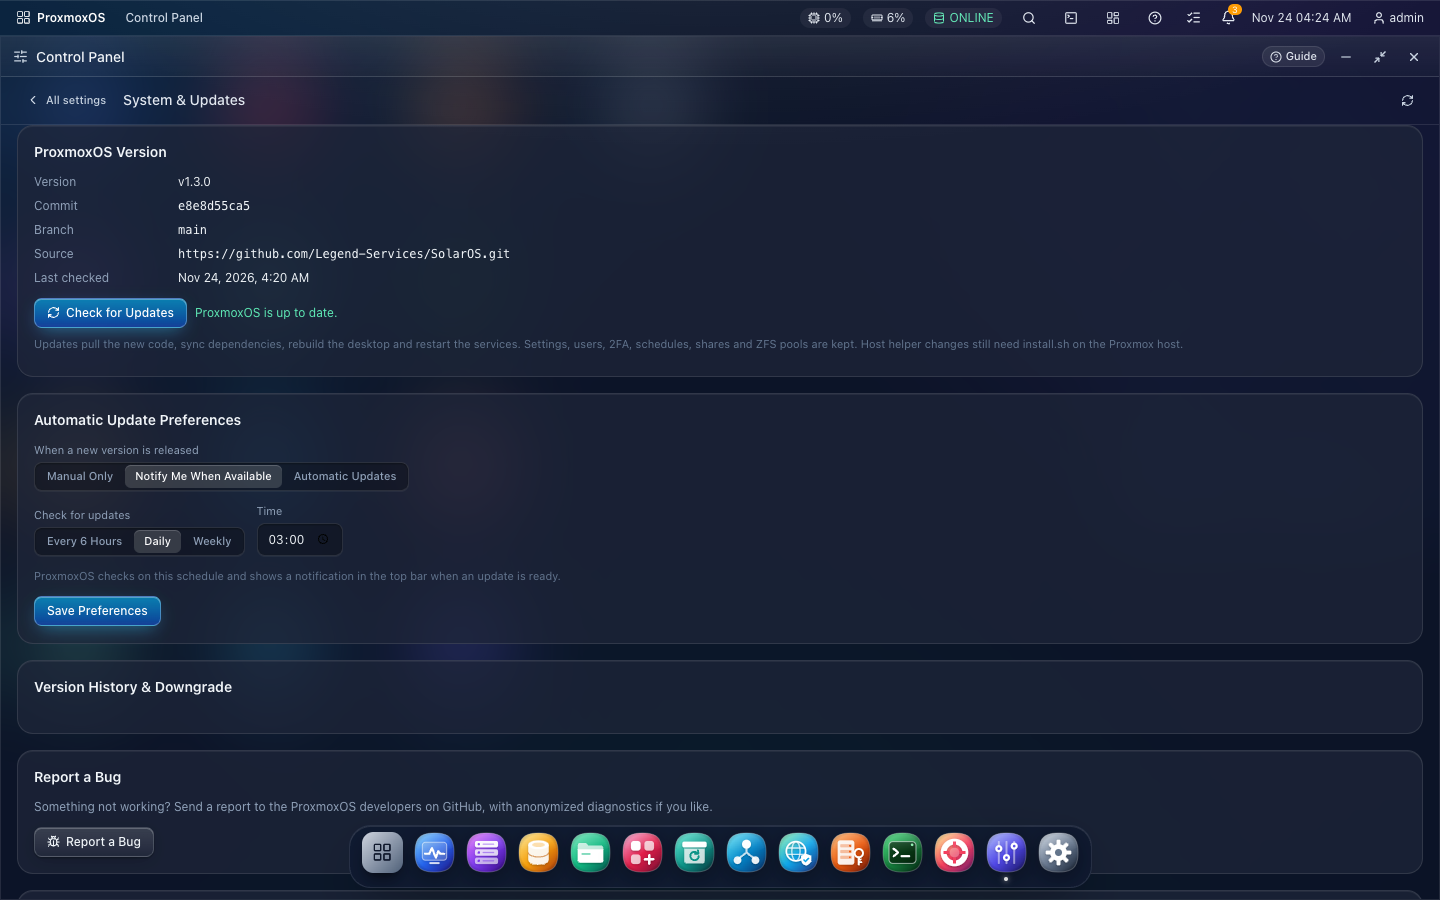 ProxmoxOS Control Panel 0% 6% ONLINE 3 Nov 24 04:24 AM admin
Control Panel Guide
All settings System & Updates
ProxmoxOS Version
Version v1.3.0
Commit e8e8d55ca5
Branch main
Source https://github.com/Legend-Services/SolarOS.git
Last checked Nov 24, 2026, 4:20 AM
Check for Updates ProxmoxOS is up to date.
Updates pull the new code, sync dependencies, rebuild the desktop and restart the services. Settings, users, 2FA, schedules, shares and ZFS pools are kept. Host helper changes still need install.sh on the Proxmox host.
Automatic Update Preferences
When a new version is released
Manual Only Notify Me When Available Automatic Updates
Check for updates Time
Every 6 Hours Daily Weekly 03:00
ProxmoxOS checks on this schedule and shows a notification in the top bar when an update is ready.
Save Preferences
Version History & Downgrade
Report a Bug
Something not working? Send a report to the ProxmoxOS developers on GitHub, with anonymized diagnostics if you like.
Report a Bug